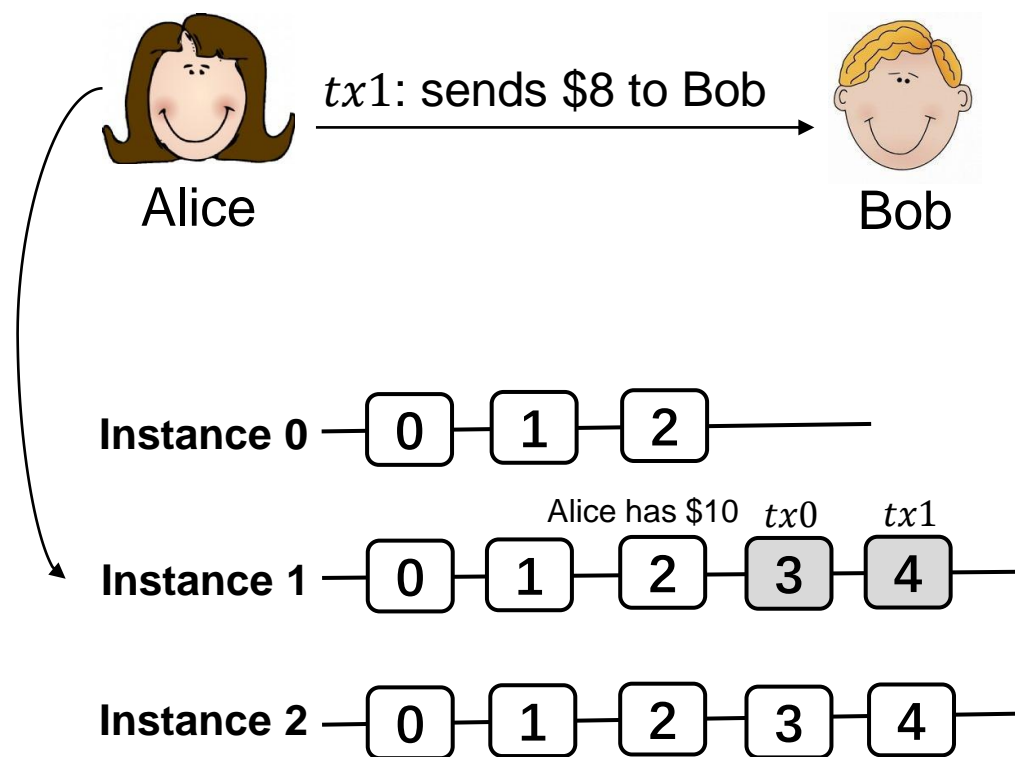 tx1: sends $8 to Bob
Alice
Bob
Instance 0 0 1 2
Alice has $10 tx0 tx1
Instance 1 0 1 2 3 4
Instance 2 0 1 2 3 4